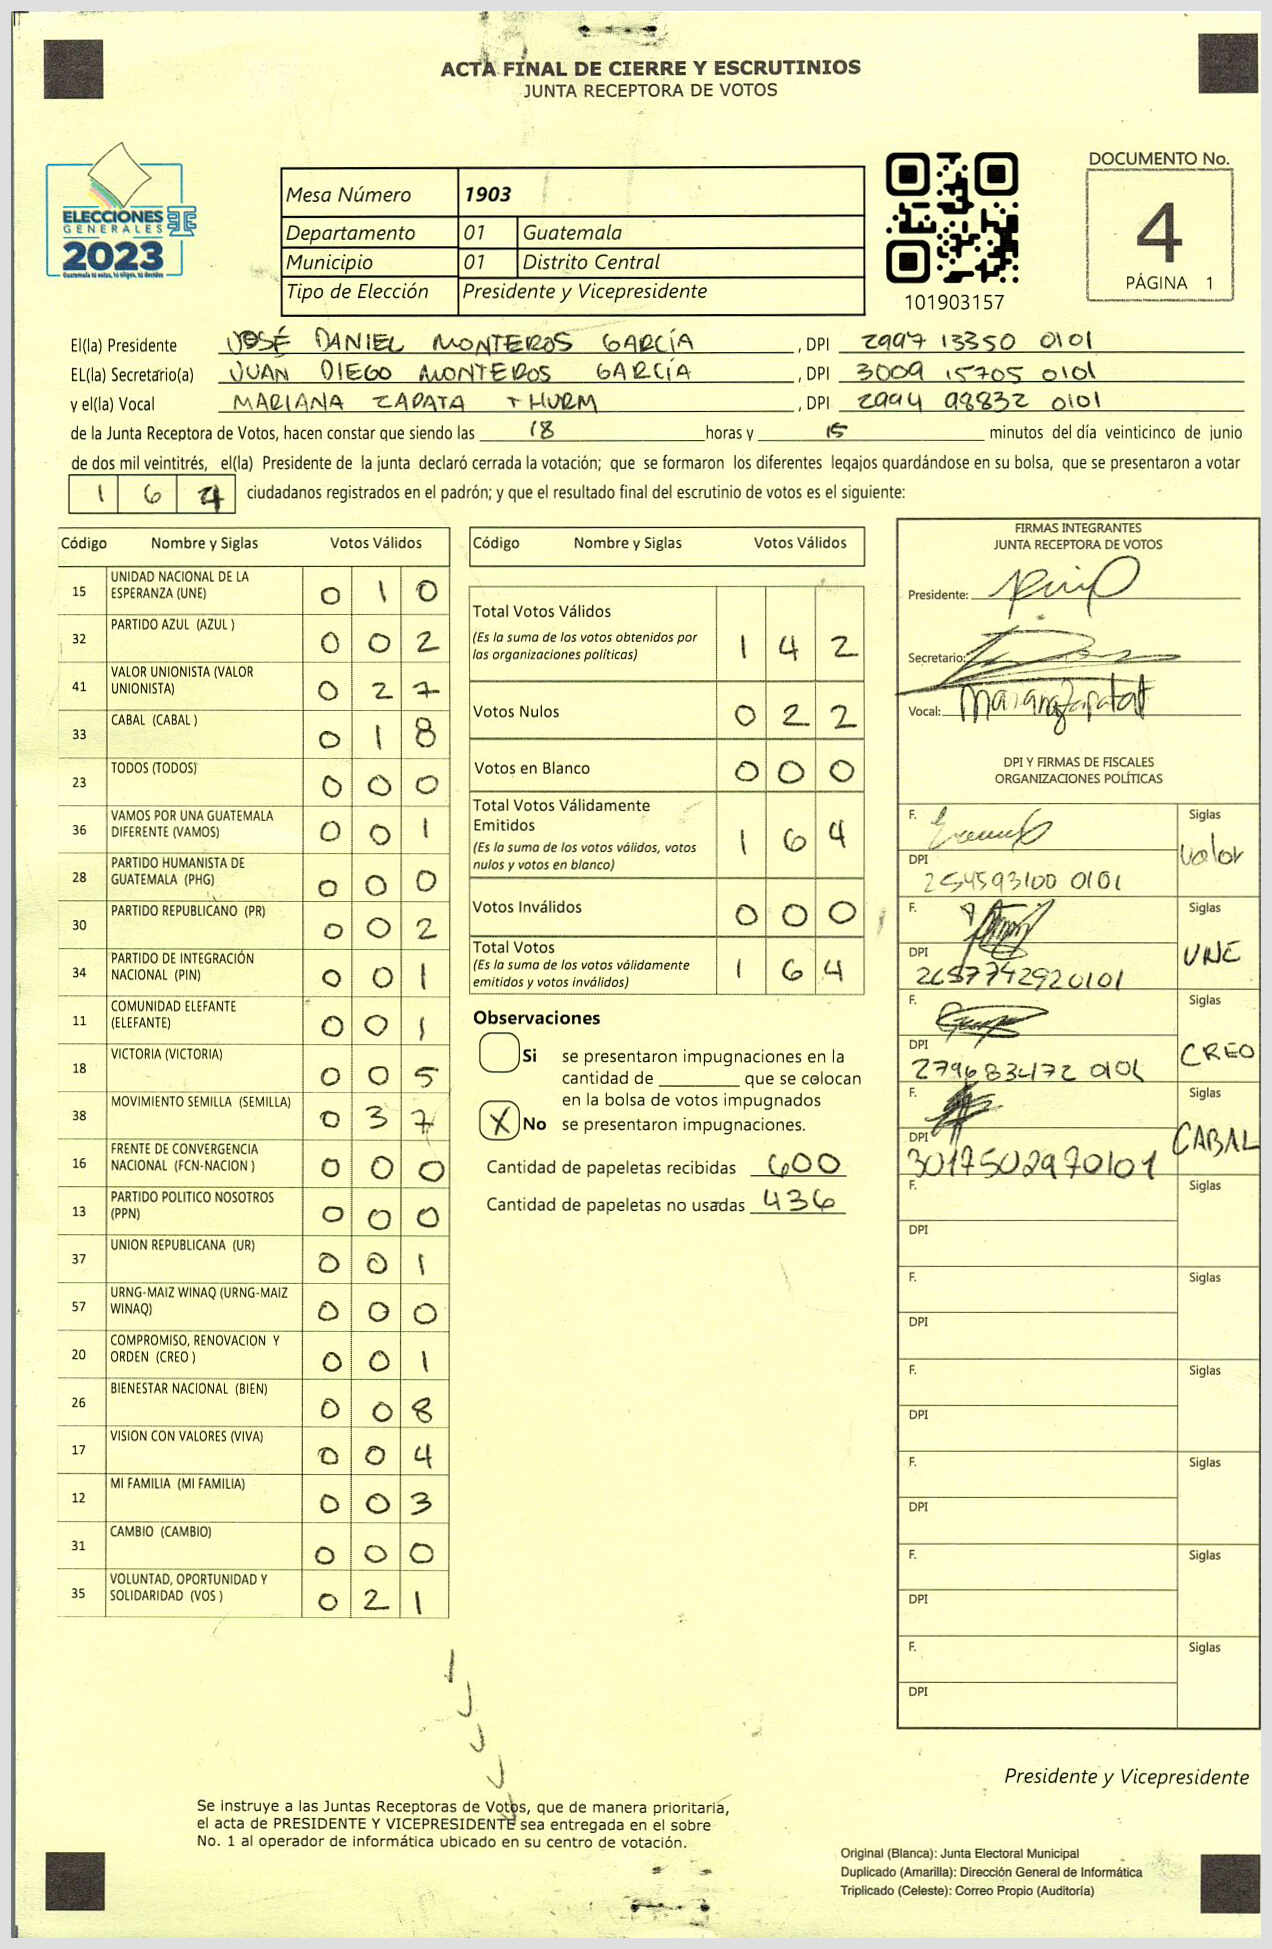 ACTA FINAL DE CIERRE Y ESCRUTINIOS
JUNTA RECEPTORA DE VOTOS
ELECCIONES
GENERALES
2023
Mesa Número 1903
Departamento 01 Guatemala
Municipio 01 Distrito Central
Tipo de Elección Presidente y Vicepresidente
101903157
DOCUMENTO No.
4
PÁGINA 1
El(la) Presidente JOSÉ DANIEL MONTEROS GARCÍA , DPI 2997 13350 0101
EL(la) Secretario(a) JUAN DIEGO MONTEROS GARCÍA , DPI 3009 15705 0101
y el(la) Vocal MARIANA ZAPATA THURM , DPI 2994 98832 0101
de la Junta Receptora de Votos, hacen constar que siendo las 18 horas y 15 minutos del día veinticinco de junio
de dos mil veintitrés, el(la) Presidente de la junta declaró cerrada la votación; que se formaron los diferentes legajos guardándose en su bolsa, que se presentaron a votar
1 6 4 ciudadanos registrados en el padrón; y que el resultado final del escrutinio de votos es el siguiente:
Código Nombre y Siglas Votos Válidos
15 UNIDAD NACIONAL DE LA ESPERANZA (UNE) 0 1 0
32 PARTIDO AZUL (AZUL ) 0 0 2
41 VALOR UNIONISTA (VALOR UNIONISTA) 0 2 7
33 CABAL (CABAL ) 0 1 8
23 TODOS (TODOS) 0 0 0
36 VAMOS POR UNA GUATEMALA DIFERENTE (VAMOS) 0 0 1
28 PARTIDO HUMANISTA DE GUATEMALA (PHG) 0 0 0
30 PARTIDO REPUBLICANO (PR) 0 0 2
34 PARTIDO DE INTEGRACIÓN NACIONAL (PIN) 0 0 1
11 COMUNIDAD ELEFANTE (ELEFANTE) 0 0 1
18 VICTORIA (VICTORIA) 0 0 5
38 MOVIMIENTO SEMILLA (SEMILLA) 0 3 7
16 FRENTE DE CONVERGENCIA NACIONAL (FCN-NACION ) 0 0 0
13 PARTIDO POLITICO NOSOTROS (PPN) 0 0 0
37 UNION REPUBLICANA (UR) 0 0 1
57 URNG-MAIZ WINAQ (URNG-MAIZ WINAQ) 0 0 0
20 COMPROMISO, RENOVACION Y ORDEN (CREO ) 0 0 1
26 BIENESTAR NACIONAL (BIEN) 0 0 8
17 VISION CON VALORES (VIVA) 0 0 4
12 MI FAMILIA (MI FAMILIA) 0 0 3
31 CAMBIO (CAMBIO) 0 0 0
35 VOLUNTAD, OPORTUNIDAD Y SOLIDARIDAD (VOS ) 0 2 1
Código Nombre y Siglas Votos Válidos
Total Votos Válidos 1 4 2
(Es la suma de los votos obtenidos por
las organizaciones políticas)
Votos Nulos 0 2 2
Votos en Blanco 0 0 0
Total Votos Válidamente
Emitidos 1 6 4
(Es la suma de los votos válidos, votos
nulos y votos en blanco)
Votos Inválidos 0 0 0
Total Votos 1 6 4
(Es la suma de los votos válidamente
emitidos y votos inválidos)
Observaciones
Si se presentaron impugnaciones en la
cantidad de ________ que se colocan
en la bolsa de votos impugnados
X No se presentaron impugnaciones.
Cantidad de papeletas recibidas 600
Cantidad de papeletas no usadas 436
FIRMAS INTEGRANTES
JUNTA RECEPTORA DE VOTOS
Presidente:
Secretario:
Vocal: Mariana Zapata t
DPI Y FIRMAS DE FISCALES
ORGANIZACIONES POLÍTICAS
F. Siglas
Valor
DPI
254593100 0101
F. Siglas
UNE
DPI
2657742920101
F. Siglas
CREO
DPI
F. Siglas
CABAL
DPI
3017502970101
F. Siglas
DPI
F. Siglas
DPI
F. Siglas
DPI
F. Siglas
DPI
F. Siglas
DPI
F. Siglas
DPI
Presidente y Vicepresidente
Se instruye a las Juntas Receptoras de Votos, que de manera prioritaria,
el acta de PRESIDENTE Y VICEPRESIDENTE sea entregada en el sobre
No. 1 al operador de informática ubicado en su centro de votación.
Original (Blanca): Junta Electoral Municipal
Duplicado (Amarilla): Dirección General de Informática
Triplicado (Celeste): Correo Propio (Auditoría)